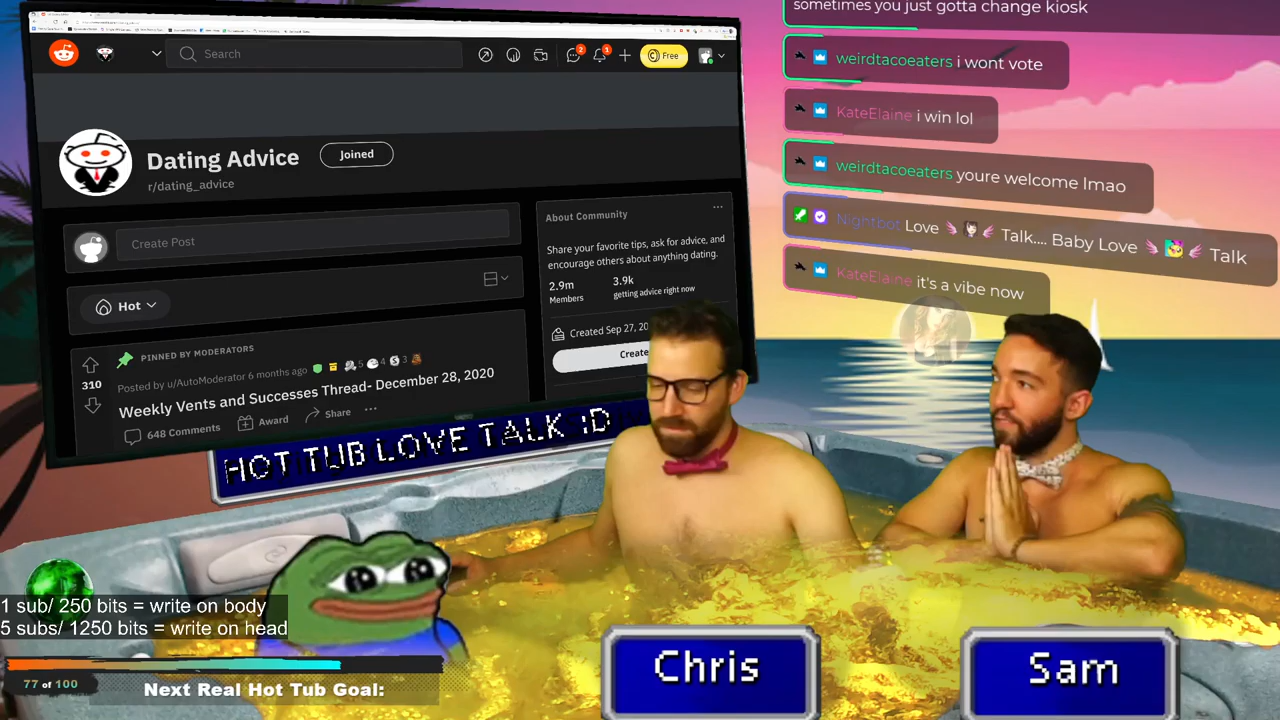 Search
2
1
Free
Dating Advice
Joined
r/dating_advice
Create Post
Hot
About Community
Share your favorite tips, ask for advice, and
encourage others about anything dating.
2.9m
3.9k
Members
getting advice right now
Created Sep 27, 20
Create
PINNED BY MODERATORS
Posted by u/AutoModerator 6 months ago
5
4
3
310
Weekly Vents and Successes Thread- December 28, 2020
648 Comments
Award
Share
HOT TUB LOVE TALK :D
sometimes you just gotta change kiosk
weirdtacoeaters i wont vote
KateElaine i win lol
weirdtacoeaters youre welcome lmao
Nightbot Love Talk.... Baby Love Talk
KateElaine it's a vibe now
1 sub/ 250 bits = write on body
5 subs/ 1250 bits = write on head
77 of 100
Next Real Hot Tub Goal:
Chris
Sam